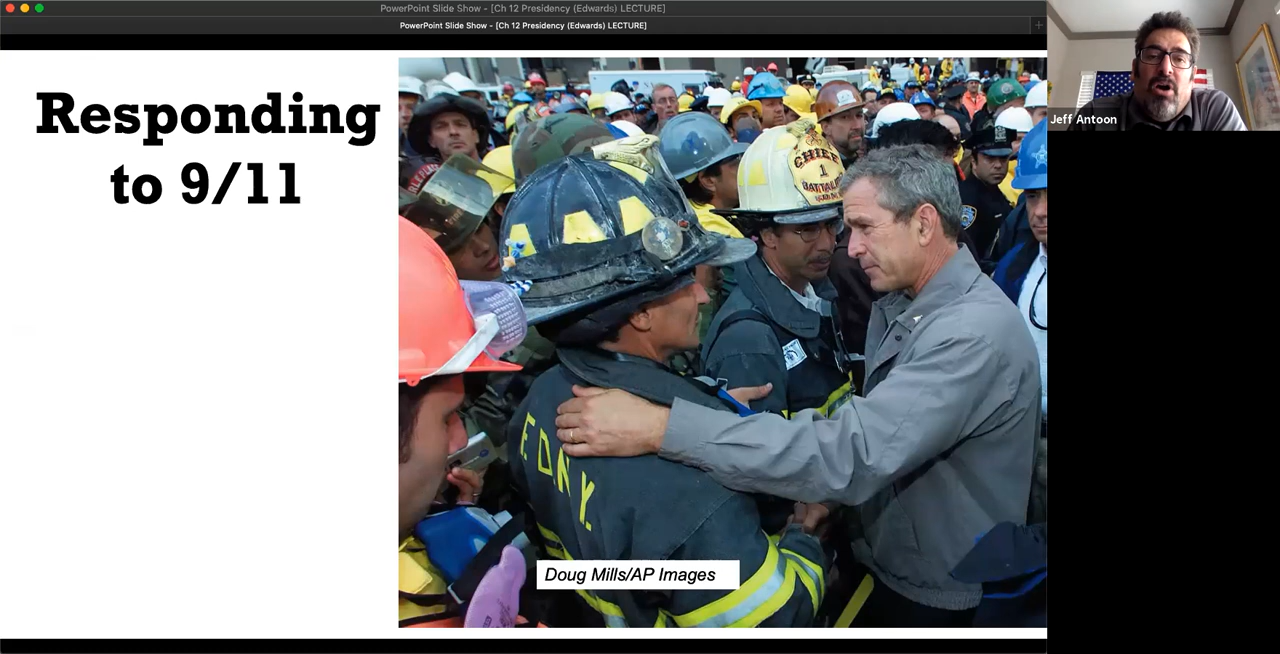 PowerPoint Slide Show - [Ch 12 Presidency (Edwards) LECTURE]
PowerPoint Slide Show - [Ch 12 Presidency (Edwards) LECTURE]
Responding
to 9/11
CHIEF
1
F.D.N.Y.
Doug Mills/AP Images
Jeff Antoon